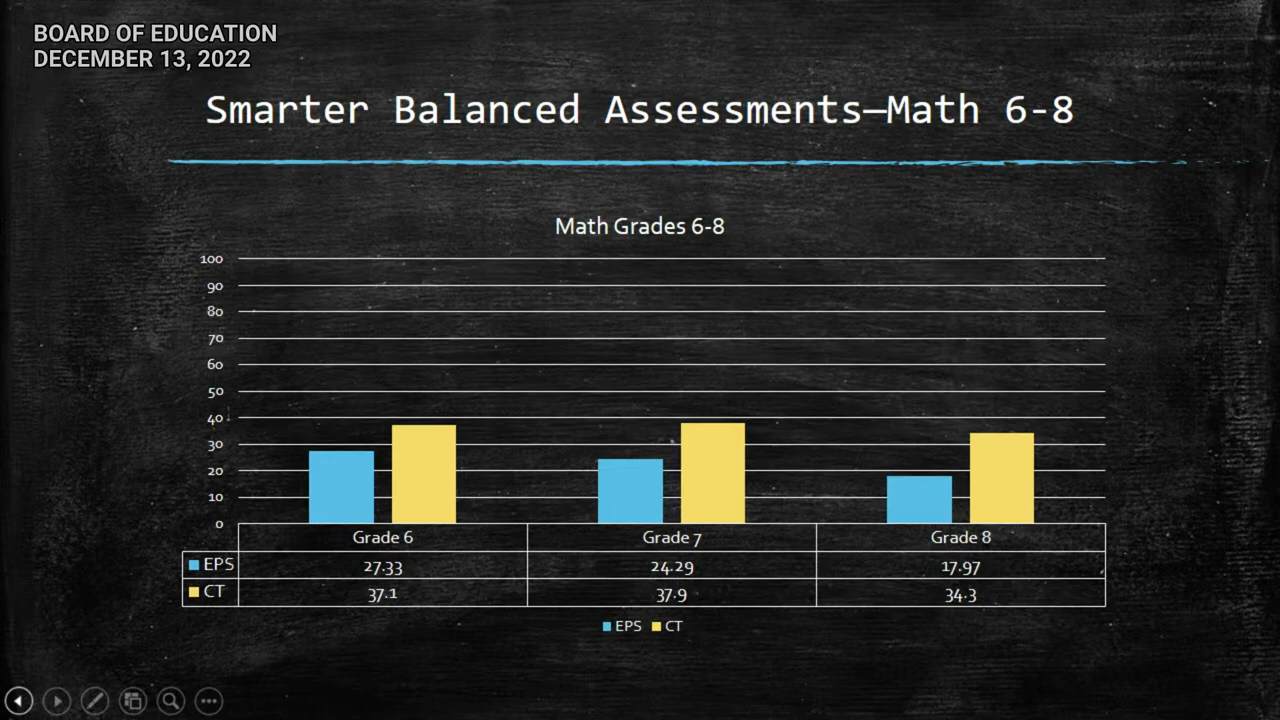 BOARD OF EDUCATION
DECEMBER 13, 2022
Smarter Balanced Assessments—Math 6-8
Math Grades 6-8
100
90
80
70
60
50
40
30
20
10
0
Grade 6 Grade 7 Grade 8
EPS 27.33 24.29 17.97
CT 37.1 37.9 34.3
EPS CT